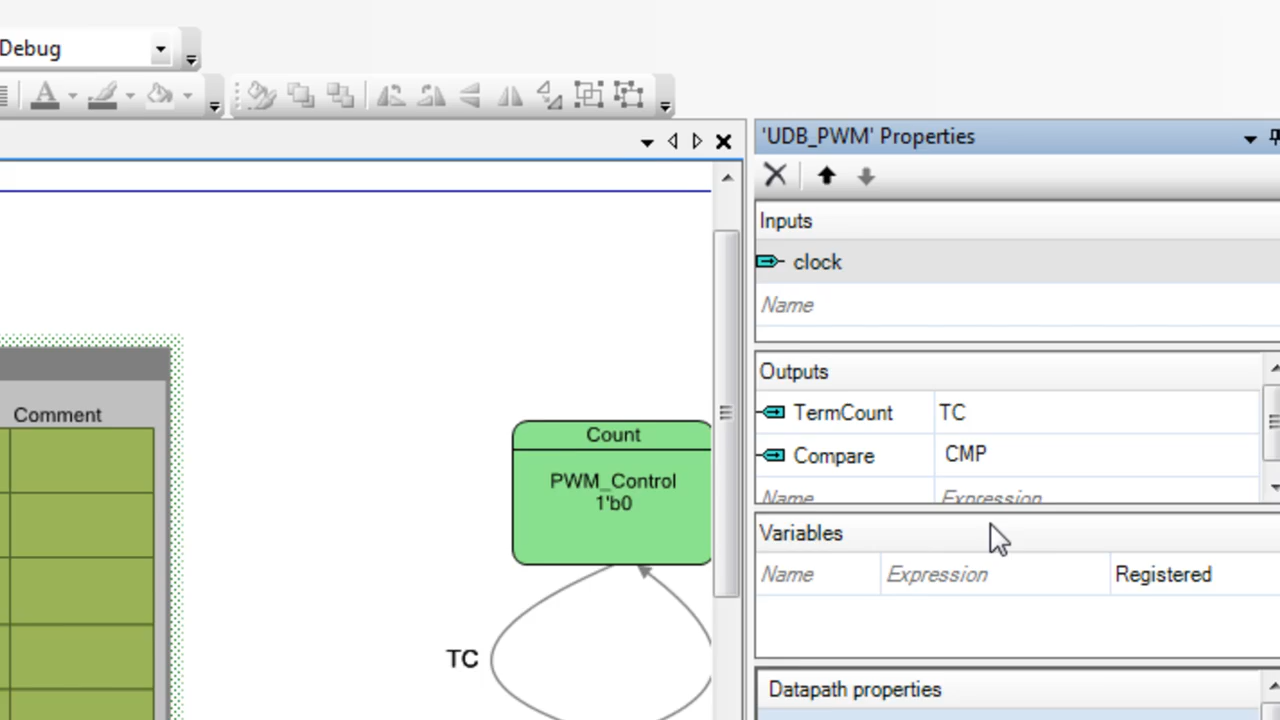 Debug
'UDB_PWM' Properties
Inputs
clock
Name
Outputs
TermCount TC
Compare CMP
Name Expression
Variables
Name Expression Registered
Datapath properties
Comment
Count
PWM_Control
1'b0
TC